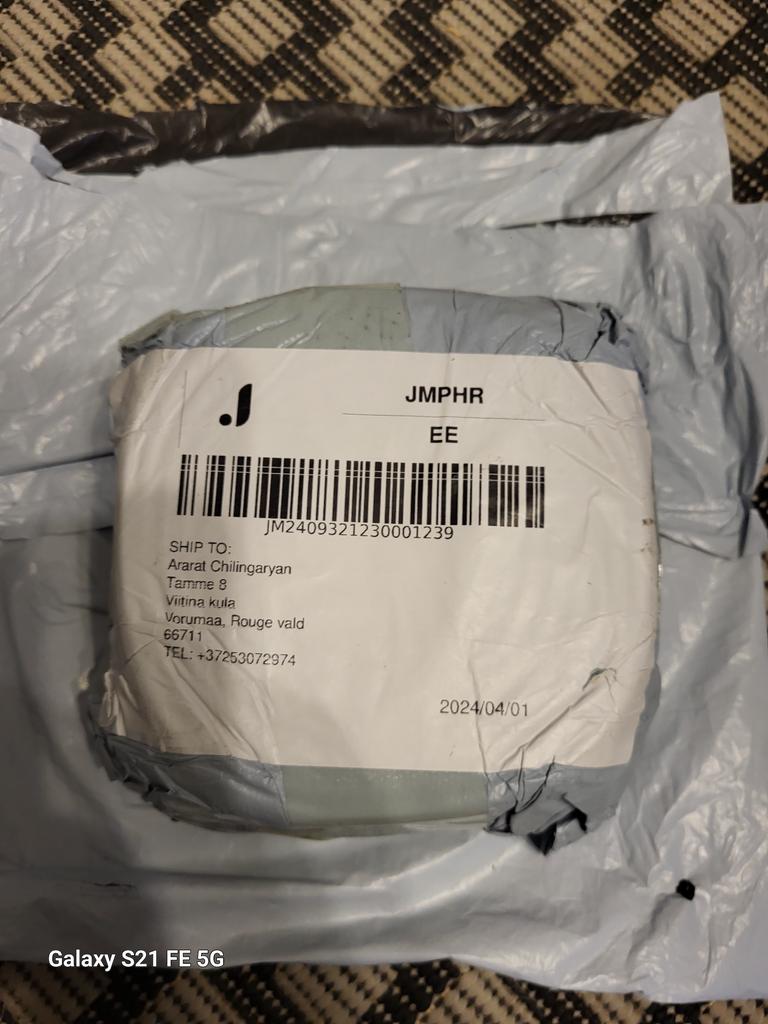 J
JMPHR
EE
JM2409321230001239
SHIP TO:
Ararat Chilingaryan
Tamme 8
Viitina kula
Vorumaa, Rouge vald
66711
TEL: +37253072974
2024/04/01
Galaxy S21 FE 5G